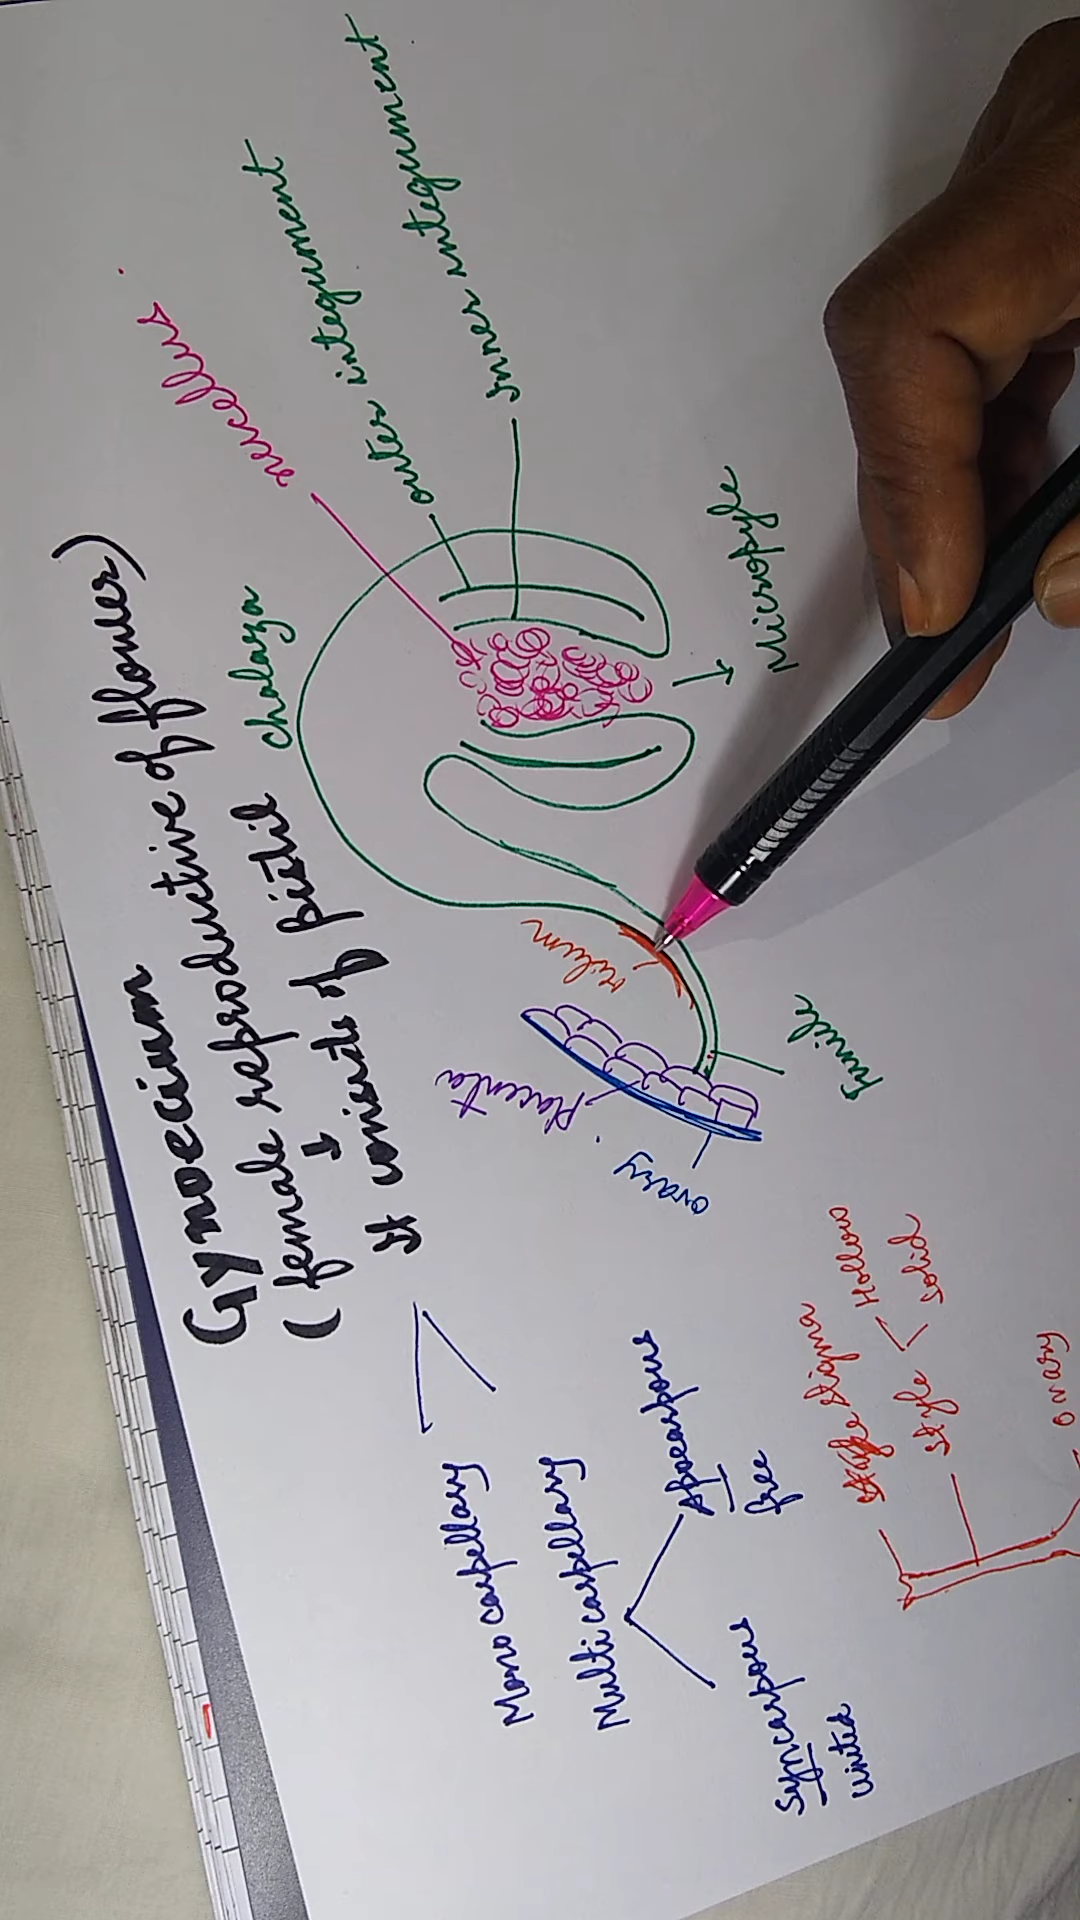 Gynoecium
(female reproductive of flower)
↓
It consists of pistil
Mono carpellary
Multi carpellary
Syncarpous
United
Apocarpous
free
chalaza
nucellus
outer integument
Inner integument
Micropyle
Funicle
Placenta
ovary
Stigma
style < Hollow
solid
Ovary